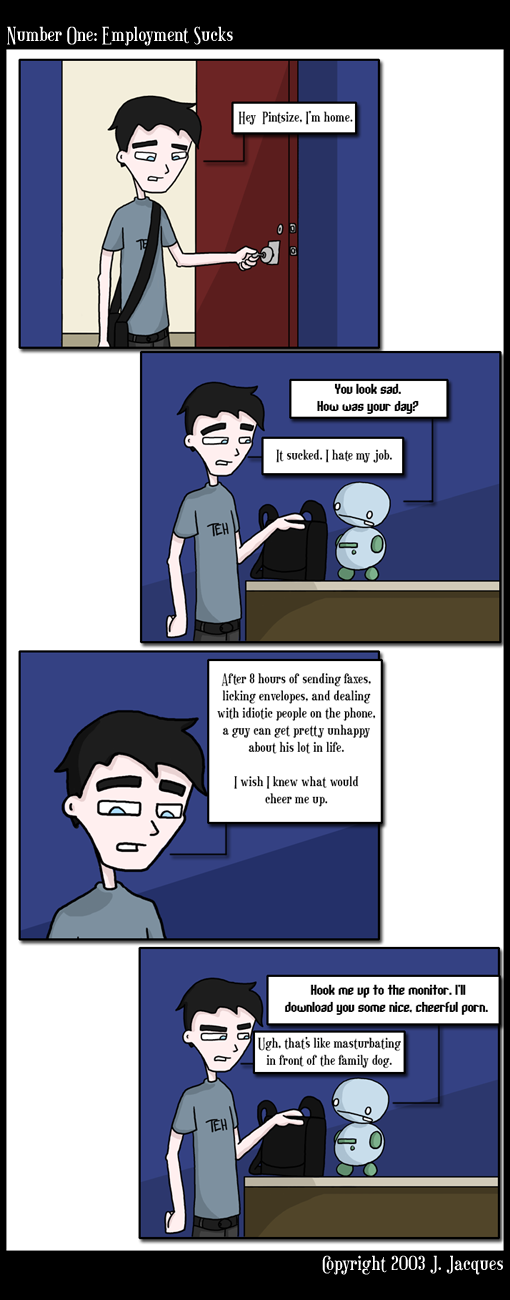 Number One: Employment Sucks
Hey Pintsize, I'm home.
TE
You look sad.
How was your day?
It sucked. I hate my job.
TEH
After 8 hours of sending faxes,
licking envelopes, and dealing
with idiotic people on the phone,
a guy can get pretty unhappy
about his lot in life.
I wish I knew what would
cheer me up.
Hook me up to the monitor. I'll
download you some nice, cheerful porn.
Ugh, that's like masturbating
in front of the family dog.
TEH
Copyright 2003 J. Jacques